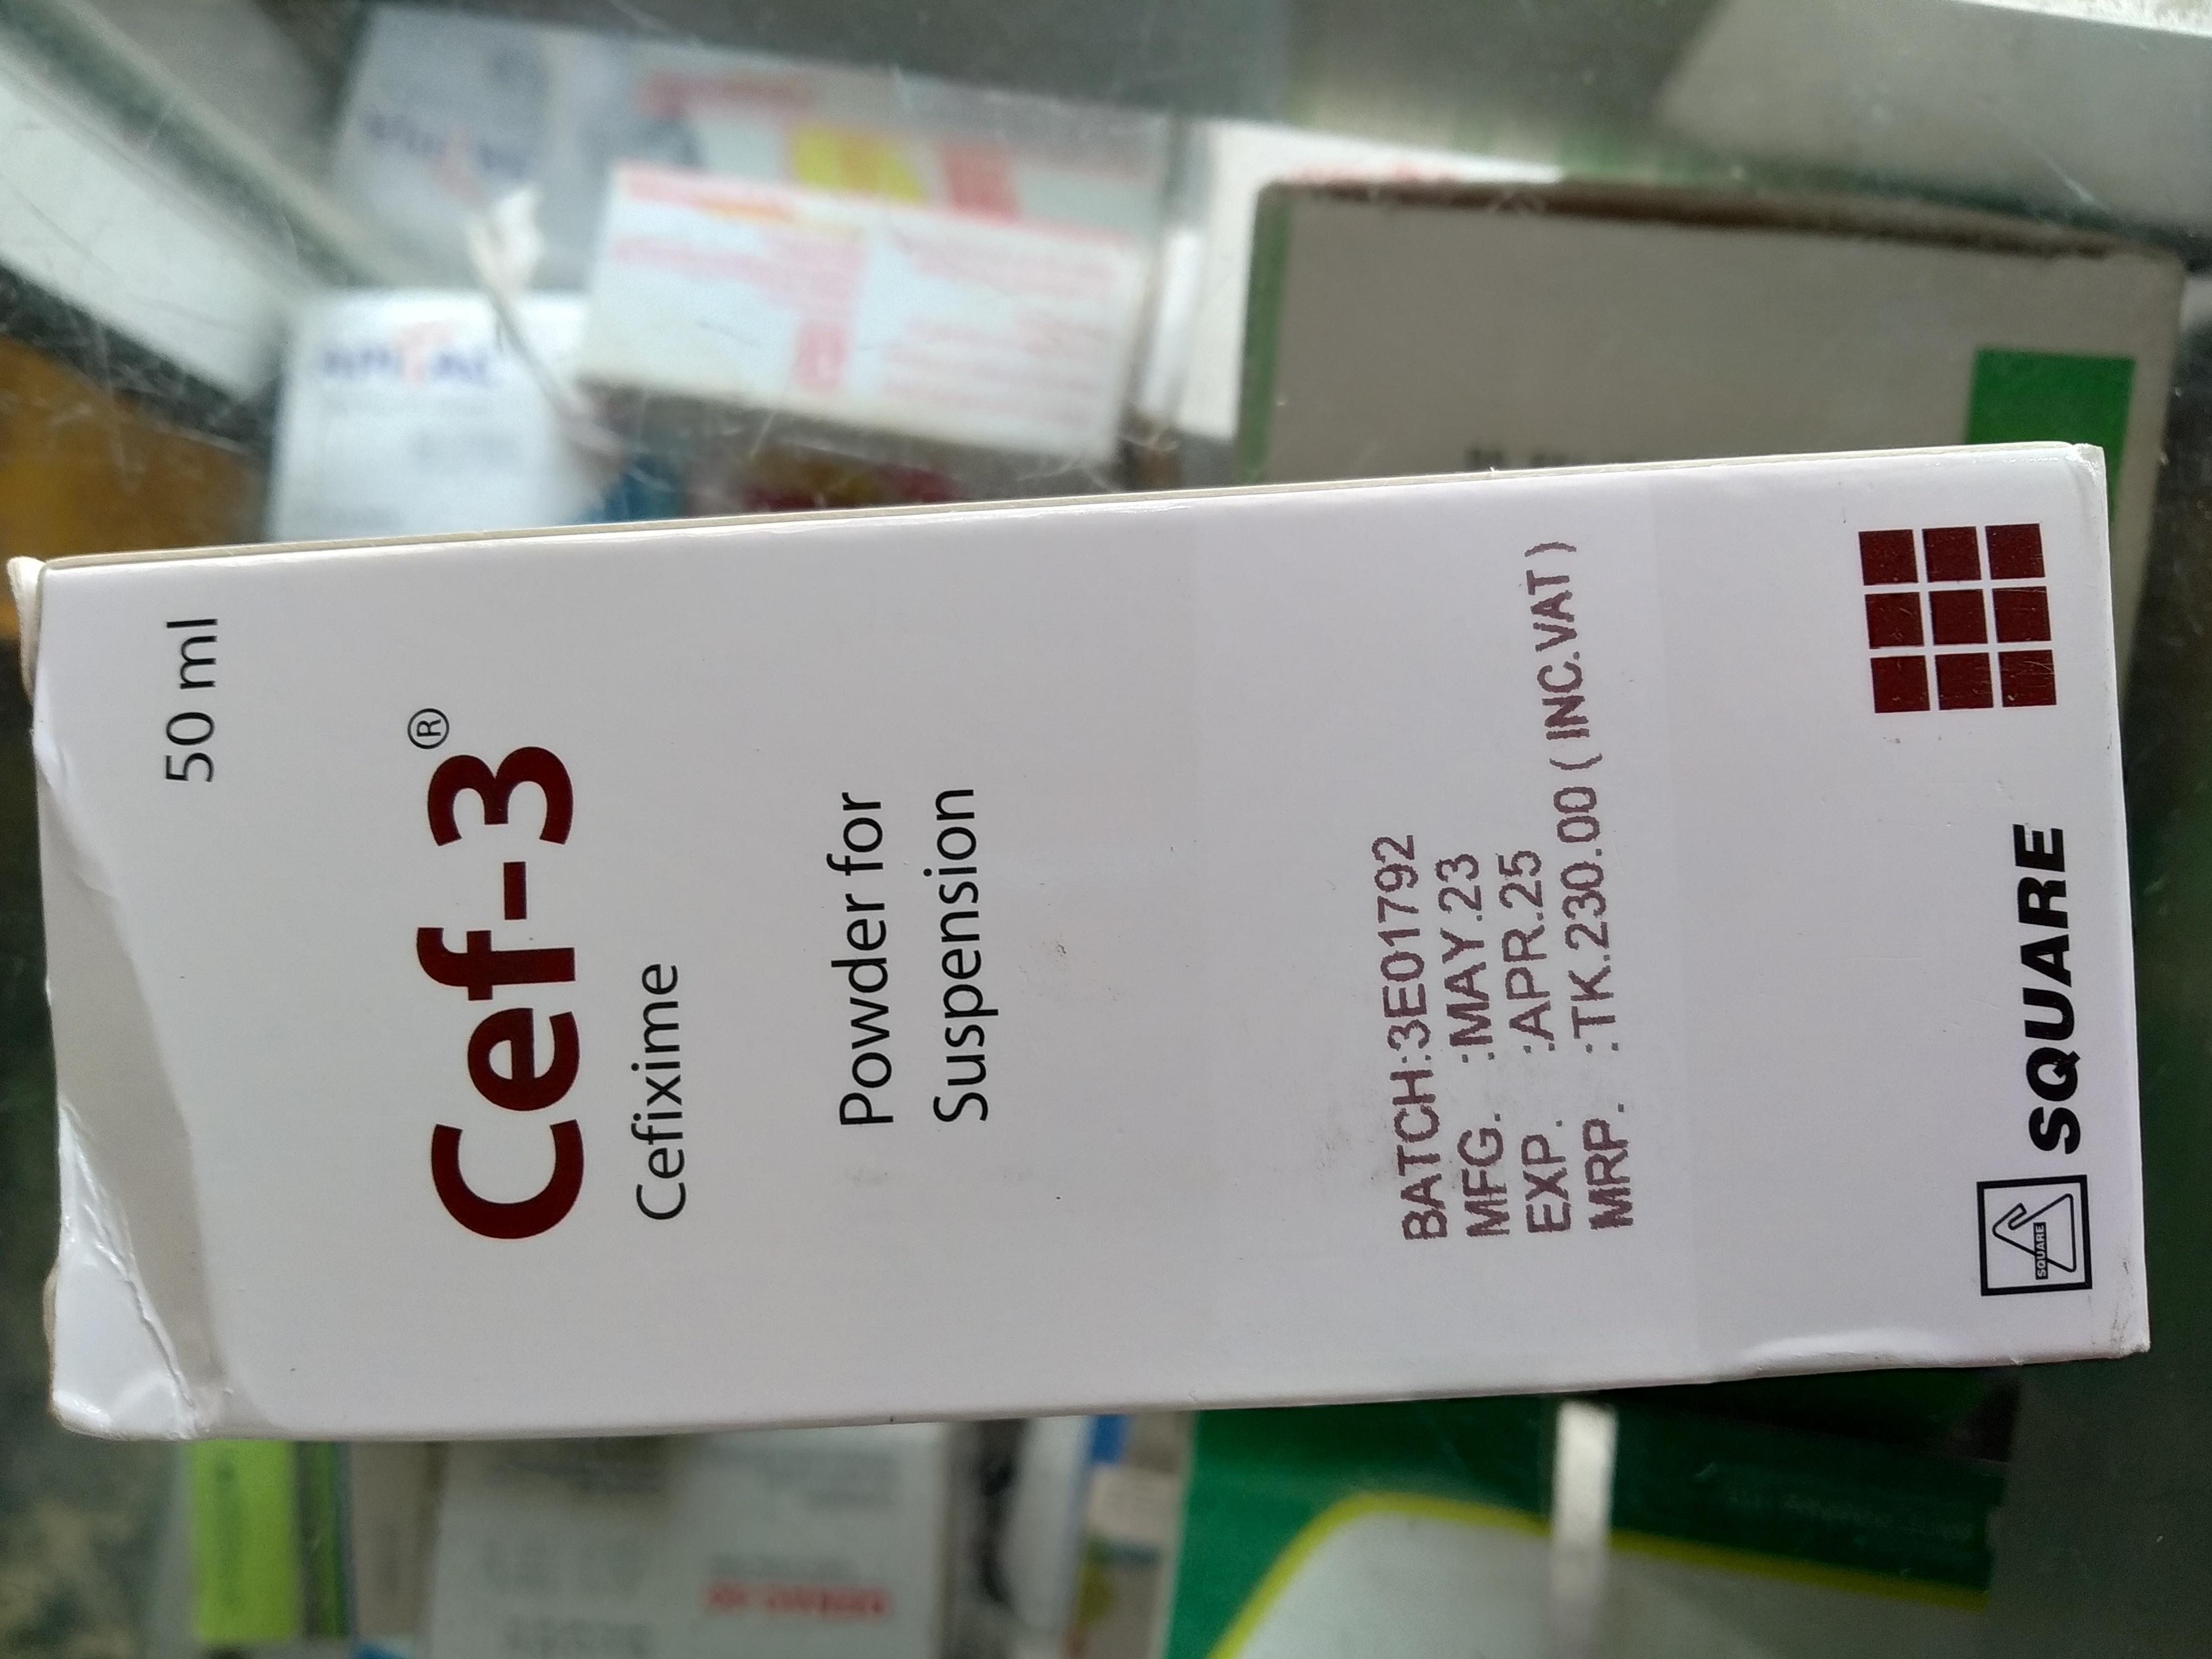 50 ml
Cef-3®
Cefixime
Powder for
Suspension
BATCH:3E01792
MFG. :MAY.23
EXP. :APR.25
MRP. :TK.230.00 ( INC.VAT )
SQUARE
SQUARE